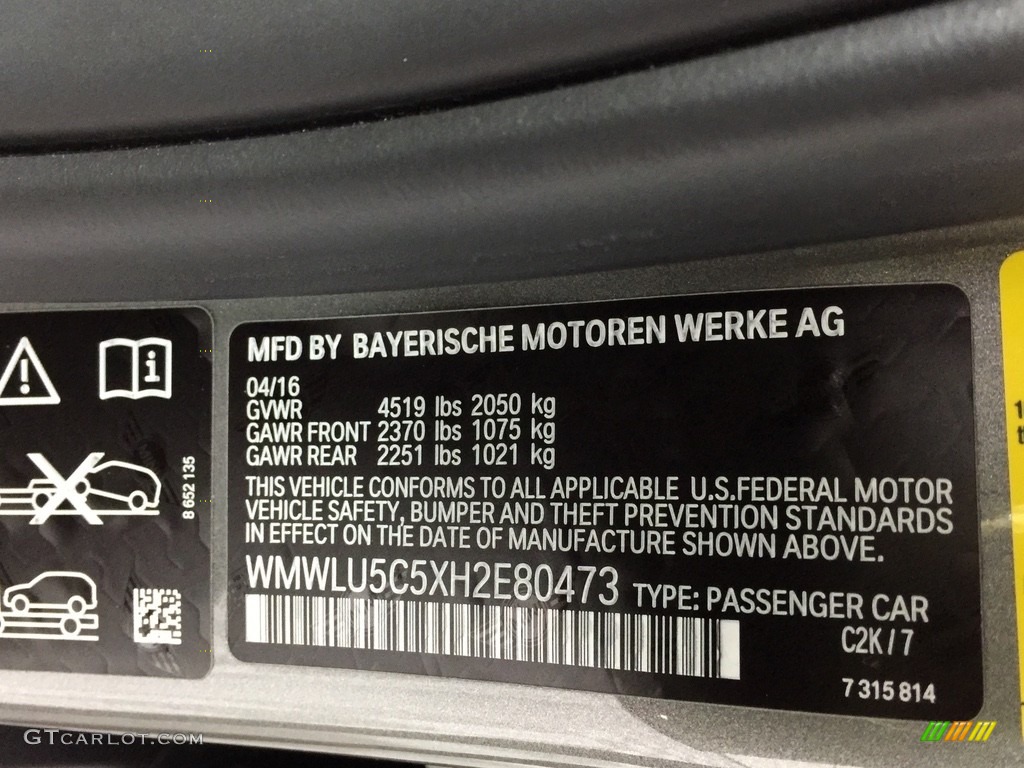 MFD BY BAYERISCHE MOTOREN WERKE AG
04/16
GVWR 4519 lbs 2050 kg
GAWR FRONT 2370 lbs 1075 kg
GAWR REAR 2251 lbs 1021 kg
THIS VEHICLE CONFORMS TO ALL APPLICABLE U.S.FEDERAL MOTOR
VEHICLE SAFETY, BUMPER AND THEFT PREVENTION STANDARDS
IN EFFECT ON THE DATE OF MANUFACTURE SHOWN ABOVE.
WMWLU5C5XH2E80473 TYPE: PASSENGER CAR
C2K/7
7 315 814
8 652 135
GTCARLOT.COM